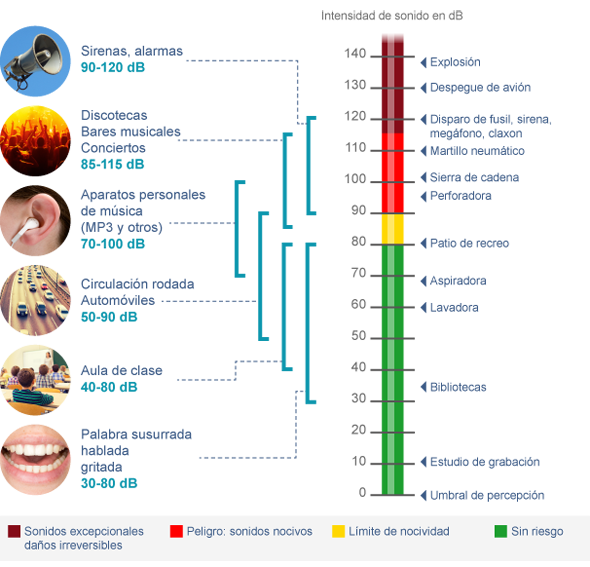 Intensidad de sonido en dB
Sirenas, alarmas
90-120 dB
Discotecas
Bares musicales
Conciertos
85-115 dB
Aparatos personales
de música
(MP3 y otros)
70-100 dB
Circulación rodada
Automóviles
50-90 dB
Aula de clase
40-80 dB
Palabra susurrada
hablada
gritada
30-80 dB
140
130
120
110
100
90
80
70
60
50
40
30
20
10
0
Explosión
Despegue de avión
Disparo de fusil, sirena,
megáfono, claxon
Martillo neumático
Sierra de cadena
Perforadora
Patio de recreo
Aspiradora
Lavadora
Bibliotecas
Estudio de grabación
Umbral de percepción
Sonidos excepcionales
daños irreversibles
Peligro: sonidos nocivos
Límite de nocividad
Sin riesgo